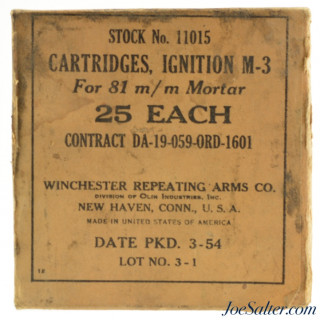 STOCK No. 11015
CARTRIDGES, IGNITION M-3
For 81 m/m Mortar
25 EACH
CONTRACT DA-19-059-ORD-1601
WINCHESTER REPEATING ARMS CO.
DIVISION OF OLIN INDUSTRIES, INC.
NEW HAVEN, CONN., U. S. A.
MADE IN UNITED STATES OF AMERICA
DATE PKD. 3-54
LOT NO. 3-1
JoeSalter.com